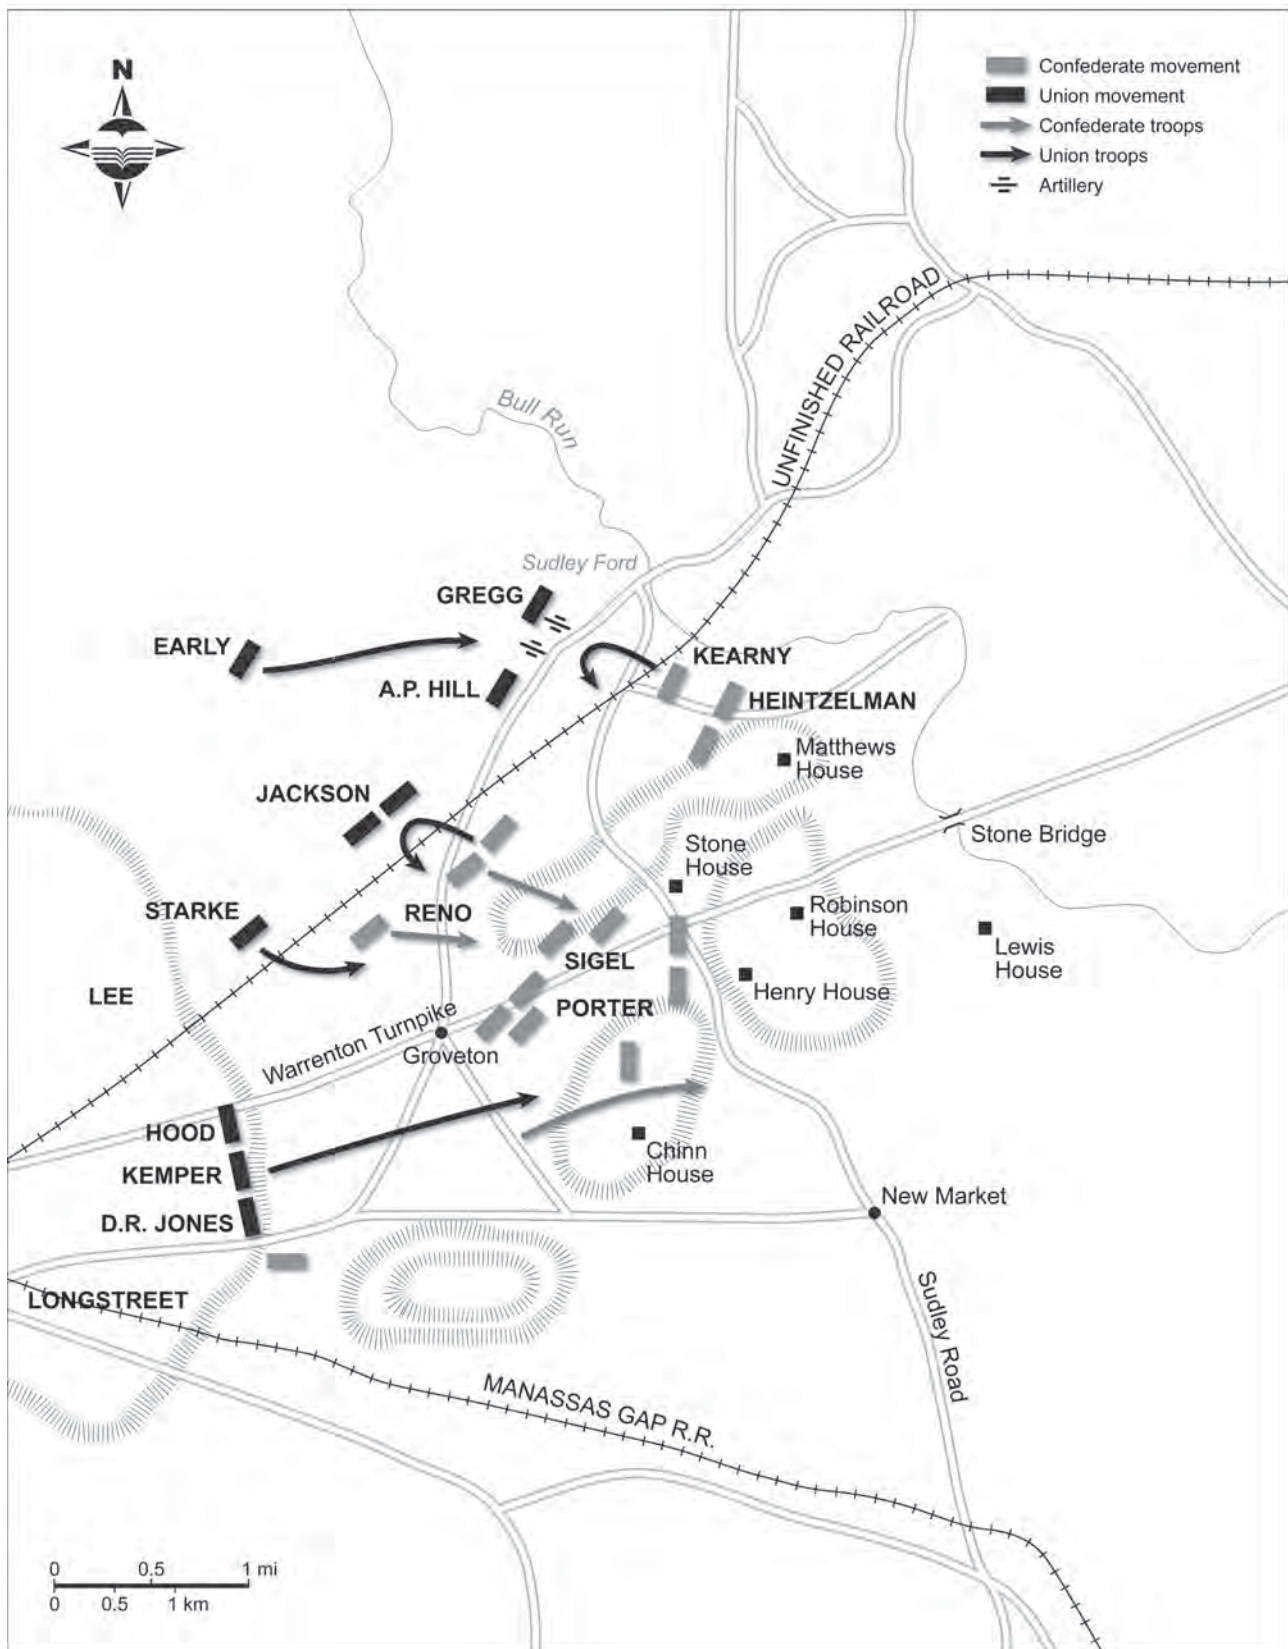 N
Confederate movement
Union movement
Confederate troops
Union troops
Artillery
UNFINISHED RAILROAD
Bull Run
Sudley Ford
GREGG
EARLY
KEARNY
A.P. HILL
HEINTZELMAN
Matthews
House
JACKSON
Stone Bridge
Stone
House
STARKE
RENO
Robinson
House
SIGEL
Lewis
House
LEE
Henry House
PORTER
Warrenton Turnpike
Groveton
HOOD
KEMPER
Chinn
House
D.R. JONES
New Market
LONGSTREET
Sudley Road
MANASSAS GAP R.R.
0 0.5 1 mi
0 0.5 1 km